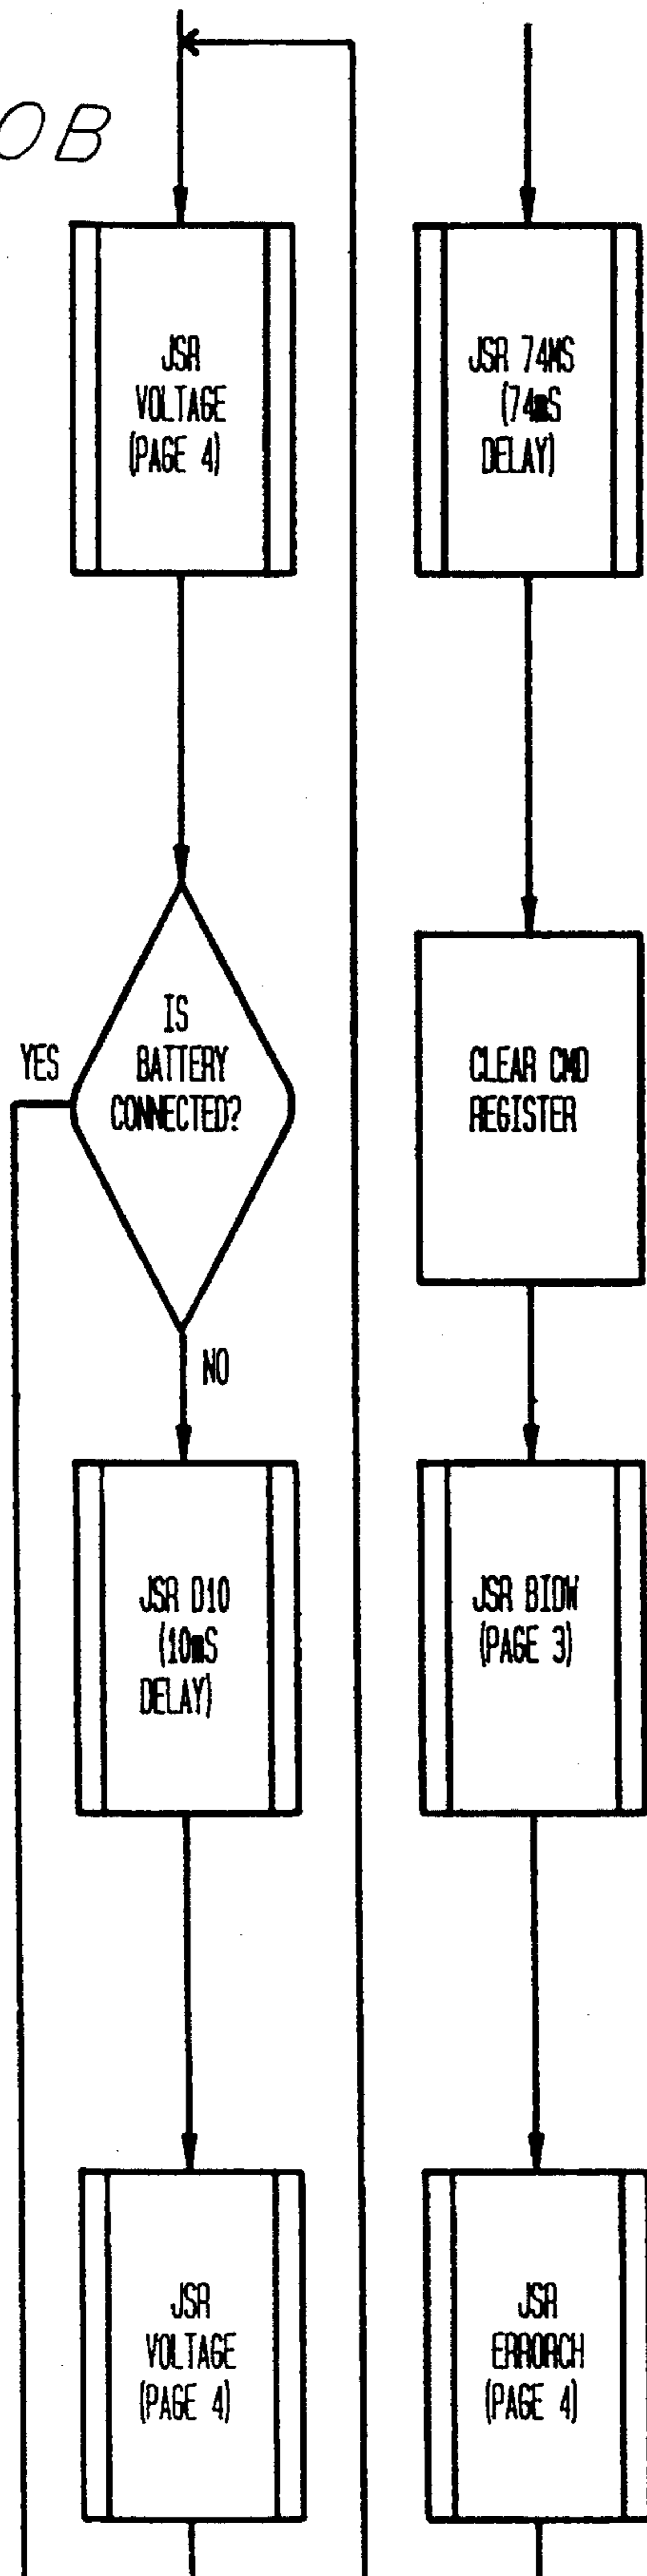 0B
JSR
VOLTAGE
(PAGE 4)
IS
BATTERY
CONNECTED?
YES
NO
JSR D10
(10mS
DELAY)
JSR
VOLTAGE
(PAGE 4)
JSR 74MS
(74mS
DELAY)
CLEAR CMD
REGISTER
JSR BIDW
(PAGE 3)
JSR
ERRORCH
(PAGE 4)